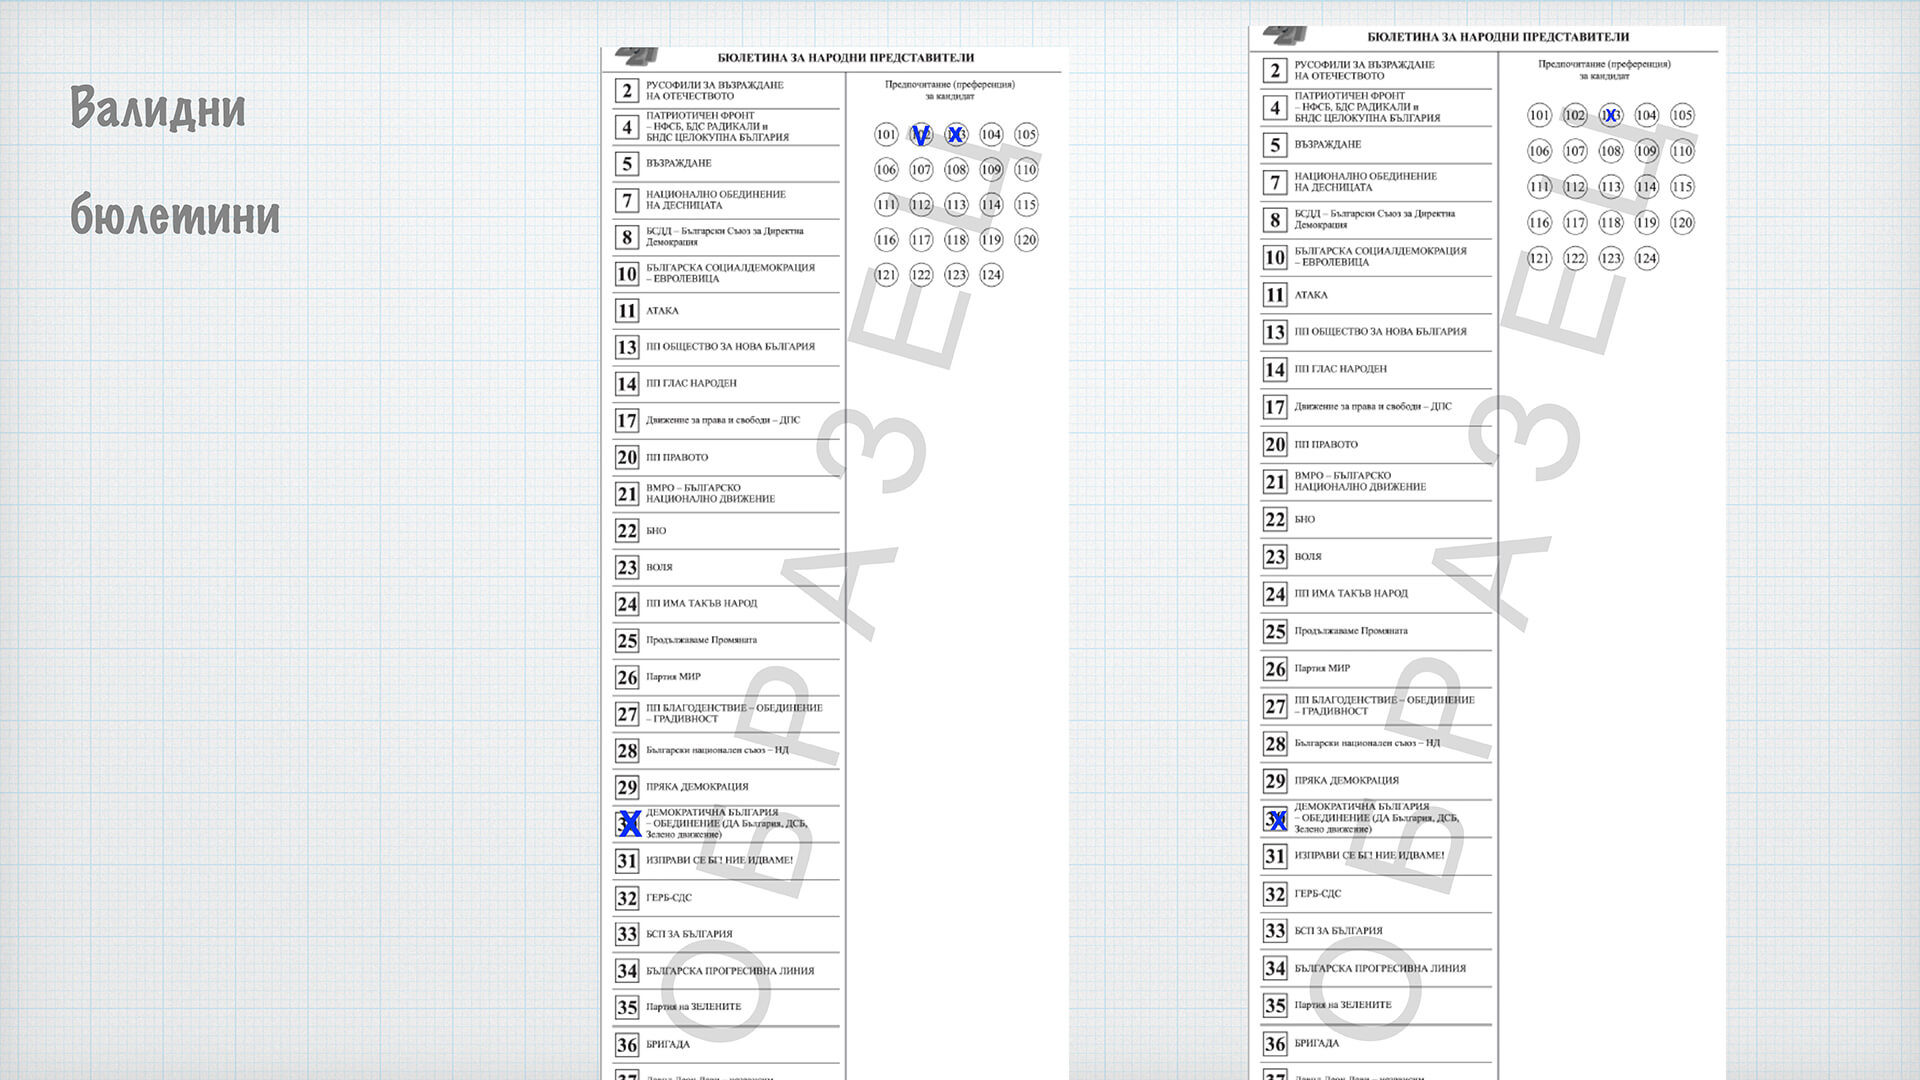 Валидни
бюлетини
БЮЛЕТИНА ЗА НАРОДНИ ПРЕДСТАВИТЕЛИ
2 РУСОФИЛИ ЗА ВЪЗРАЖДАНЕ
НА ОТЕЧЕСТВОТО
4 ПАТРИОТИЧЕН ФРОНТ
– НФСБ, БДС РАДИКАЛИ и
БНДС ЦЕЛОКУПНА БЪЛГАРИЯ
5 ВЪЗРАЖДАНЕ
7 НАЦИОНАЛНО ОБЕДИНЕНИЕ
НА ДЕСНИЦАТА
8 БСДД – Български Съюз за Директна
Демокрация
10 БЪЛГАРСКА СОЦИАЛДЕМОКРАЦИЯ
– ЕВРОЛЕВИЦА
11 АТАКА
13 ПП ОБЩЕСТВО ЗА НОВА БЪЛГАРИЯ
14 ПП ГЛАС НАРОДЕН
17 Движение за права и свободи – ДПС
20 ПП ПРАВОТО
21 ВМРО – БЪЛГАРСКО
НАЦИОНАЛНО ДВИЖЕНИЕ
22 БНО
23 ВОЛЯ
24 ПП ИМА ТАКЪВ НАРОД
25 Продължаваме Промяната
26 Партия МИР
27 ПП БЛАГОДЕНСТВИЕ – ОБЕДИНЕНИЕ
– ГРАДИВНОСТ
28 Български национален съюз – НД
29 ПРЯКА ДЕМОКРАЦИЯ
X ДЕМОКРАТИЧНА БЪЛГАРИЯ
– ОБЕДИНЕНИЕ (ДА България, ДСБ,
Зелено движение)
31 ИЗПРАВИ СЕ БГ! НИЕ ИДВАМЕ!
32 ГЕРБ-СДС
33 БСП ЗА БЪЛГАРИЯ
34 БЪЛГАРСКА ПРОГРЕСИВНА ЛИНИЯ
35 Партия на ЗЕЛЕНИТЕ
36 БРИГАДА
Предпочитание (преференция)
за кандидат
101 V X 104 105
106 107 108 109 110
111 112 113 114 115
116 117 118 119 120
121 122 123 124
ОБРАЗЕЦ
БЮЛЕТИНА ЗА НАРОДНИ ПРЕДСТАВИТЕЛИ
2 РУСОФИЛИ ЗА ВЪЗРАЖДАНЕ
НА ОТЕЧЕСТВОТО
4 ПАТРИОТИЧЕН ФРОНТ
– НФСБ, БДС РАДИКАЛИ и
БНДС ЦЕЛОКУПНА БЪЛГАРИЯ
5 ВЪЗРАЖДАНЕ
7 НАЦИОНАЛНО ОБЕДИНЕНИЕ
НА ДЕСНИЦАТА
8 БСДД – Български Съюз за Директна
Демокрация
10 БЪЛГАРСКА СОЦИАЛДЕМОКРАЦИЯ
– ЕВРОЛЕВИЦА
11 АТАКА
13 ПП ОБЩЕСТВО ЗА НОВА БЪЛГАРИЯ
14 ПП ГЛАС НАРОДЕН
17 Движение за права и свободи – ДПС
20 ПП ПРАВОТО
21 ВМРО – БЪЛГАРСКО
НАЦИОНАЛНО ДВИЖЕНИЕ
22 БНО
23 ВОЛЯ
24 ПП ИМА ТАКЪВ НАРОД
25 Продължаваме Промяната
26 Партия МИР
27 ПП БЛАГОДЕНСТВИЕ – ОБЕДИНЕНИЕ
– ГРАДИВНОСТ
28 Български национален съюз – НД
29 ПРЯКА ДЕМОКРАЦИЯ
X ДЕМОКРАТИЧНА БЪЛГАРИЯ
– ОБЕДИНЕНИЕ (ДА България, ДСБ,
Зелено движение)
31 ИЗПРАВИ СЕ БГ! НИЕ ИДВАМЕ!
32 ГЕРБ-СДС
33 БСП ЗА БЪЛГАРИЯ
34 БЪЛГАРСКА ПРОГРЕСИВНА ЛИНИЯ
35 Партия на ЗЕЛЕНИТЕ
36 БРИГАДА
Предпочитание (преференция)
за кандидат
101 102 X 104 105
106 107 108 109 110
111 112 113 114 115
116 117 118 119 120
121 122 123 124
ОБРАЗЕЦ